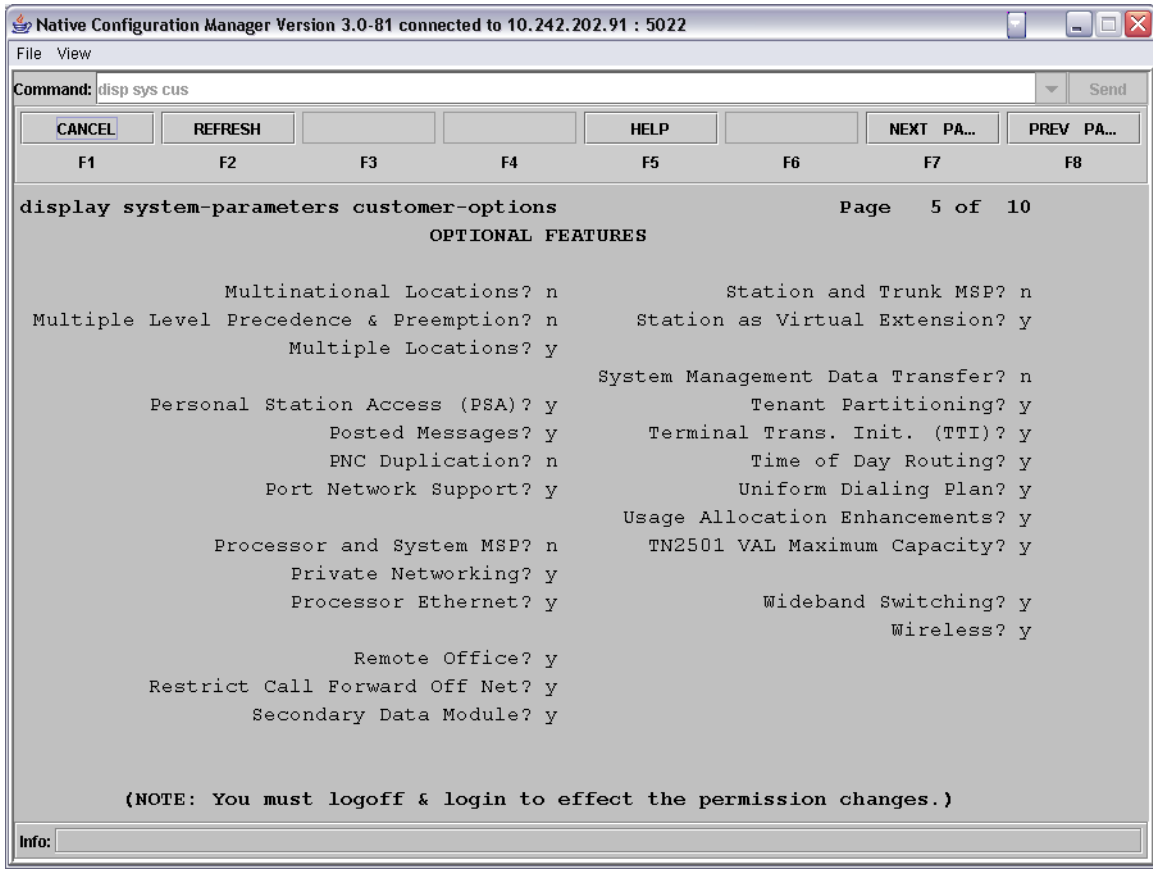 Native Configuration Manager Version 3.0-81 connected to 10.242.202.91 : 5022
File View
Command: disp sys cus Send
CANCEL REFRESH HELP NEXT PA... PREV PA...
F1 F2 F3 F4 F5 F6 F7 F8
display system-parameters customer-options Page 5 of 10
OPTIONAL FEATURES
Multinational Locations? n Station and Trunk MSP? n
Multiple Level Precedence & Preemption? n Station as Virtual Extension? y
Multiple Locations? y
System Management Data Transfer? n
Personal Station Access (PSA)? y Tenant Partitioning? y
Posted Messages? y Terminal Trans. Init. (TTI)? y
PNC Duplication? n Time of Day Routing? y
Port Network Support? y Uniform Dialing Plan? y
Usage Allocation Enhancements? y
Processor and System MSP? n TN2501 VAL Maximum Capacity? y
Private Networking? y
Processor Ethernet? y Wideband Switching? y
Wireless? y
Remote Office? y
Restrict Call Forward Off Net? y
Secondary Data Module? y
(NOTE: You must logoff & login to effect the permission changes.)
Info: